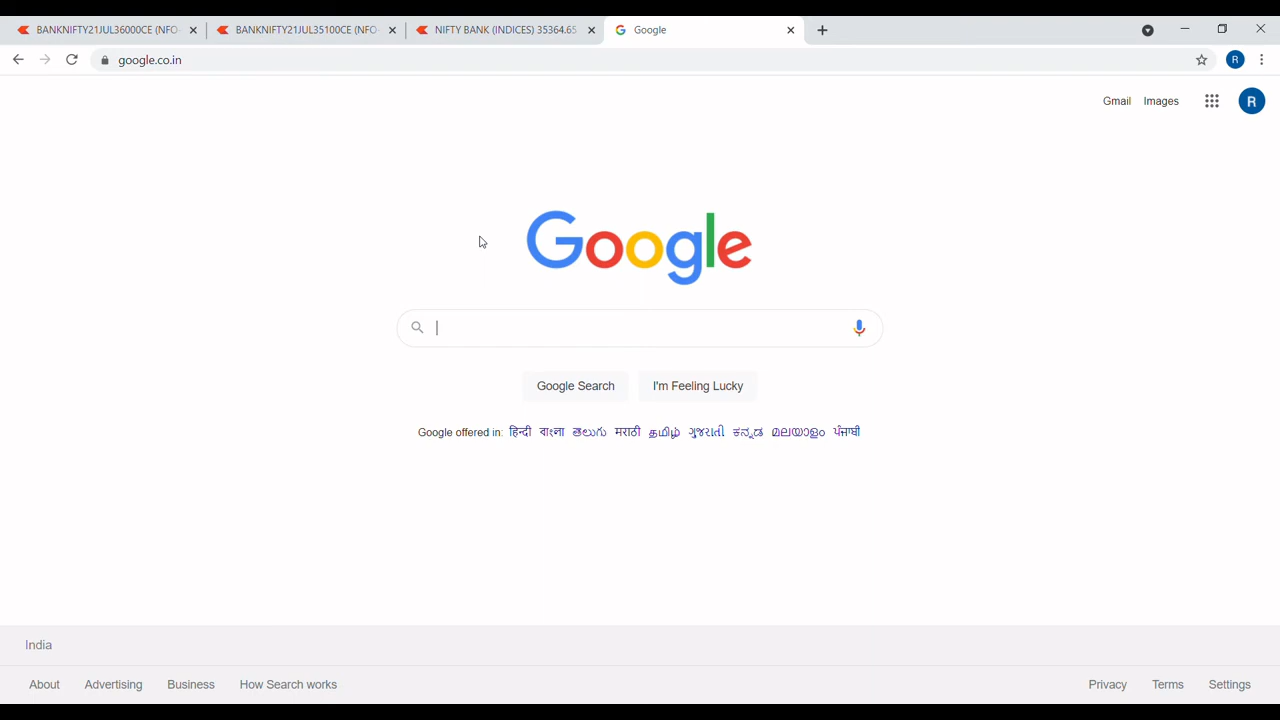 BANKNIFTY21JUL36000CE (NFO
BANKNIFTY21JUL35100CE (NFO
NIFTY BANK (INDICES) 35364.65
Google
google.co.in
R
Gmail Images R
Google
Google Search I'm Feeling Lucky
Google offered in: हिन्दी বাংলা తెలుగు मराठी தமிழ் ગુજરાતી ಕನ್ನಡ മലയാളം ਪੰਜਾਬੀ
India
About Advertising Business How Search works Privacy Terms Settings